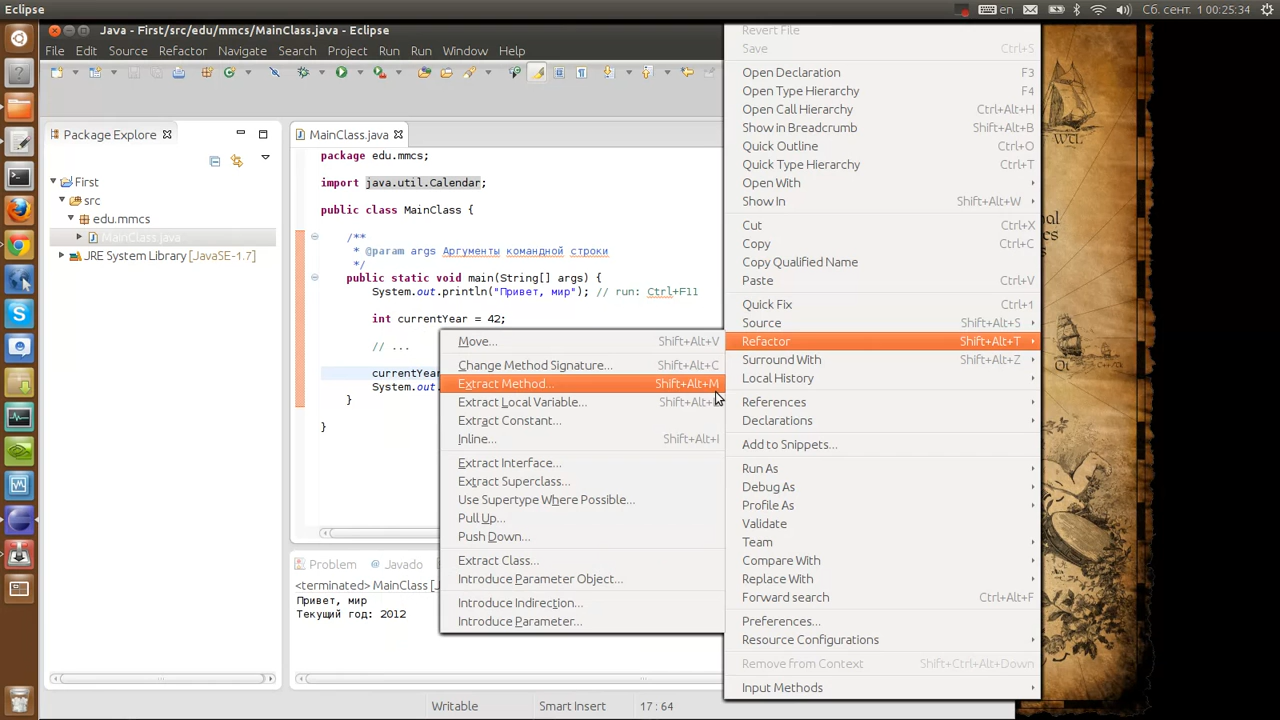 Eclipse
en
Сб. сент. 1 00:25:34
Java - First/src/edu/mmcs/MainClass.java - Eclipse
File Edit Source Refactor Navigate Search Project Run Run Window Help
Package Explorer
First
src
edu.mmcs
MainClass.java
JRE System Library [JavaSE-1.7]
MainClass.java
package edu.mmcs;
import java.util.Calendar;
public class MainClass {
/**
* @param args Аргументы командной строки
*/
public static void main(String[] args) {
System.out.println("Привет, мир"); // run: Ctrl+F11
int currentYear = 42;
// ...
currentYear
System.out.
}
}
Move... Shift+Alt+V
Change Method Signature... Shift+Alt+C
Extract Method... Shift+Alt+M
Extract Local Variable... Shift+Alt+
Extract Constant...
Inline... Shift+Alt+I
Extract Interface...
Extract Superclass...
Use Supertype Where Possible...
Pull Up...
Push Down...
Extract Class...
Introduce Parameter Object...
Introduce Indirection...
Introduce Parameter...
Revert File
Save Ctrl+S
Open Declaration F3
Open Type Hierarchy F4
Open Call Hierarchy Ctrl+Alt+H
Show in Breadcrumb Shift+Alt+B
Quick Outline Ctrl+O
Quick Type Hierarchy Ctrl+T
Open With
Show In Shift+Alt+W
Cut Ctrl+X
Copy Ctrl+C
Copy Qualified Name
Paste Ctrl+V
Quick Fix Ctrl+1
Source Shift+Alt+S
Refactor Shift+Alt+T
Surround With Shift+Alt+Z
Local History
References
Declarations
Add to Snippets...
Run As
Debug As
Profile As
Validate
Team
Compare With
Replace With
Forward search Ctrl+Alt+F
Preferences...
Resource Configurations
Remove from Context Shift+Ctrl+Alt+Down
Input Methods
Problem Javado
<terminated> MainClass [
Привет, мир
Текущий год: 2012
Writable Smart Insert 17 : 64
WTL